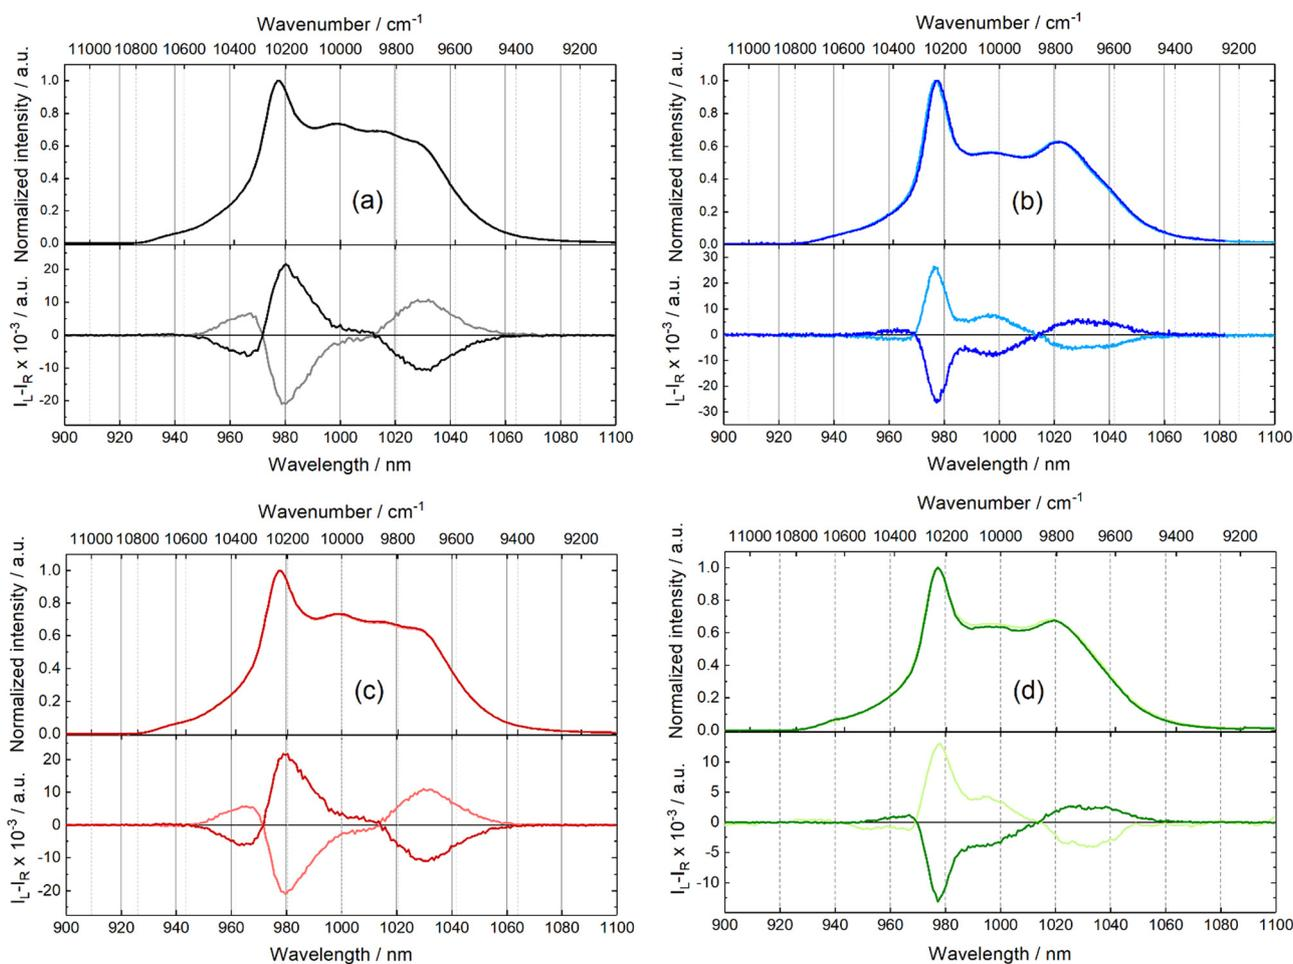 Wavenumber / cm-1
11000 10800 10600 10400 10200 10000 9800 9600 9400 9200
Normalized intensity / a.u.
1.0
0.8
0.6
0.4
0.2
0.0
(a)
IL-IR x 10-3 / a.u.
20
10
0
-10
-20
900 920 940 960 980 1000 1020 1040 1060 1080 1100
Wavelength / nm
Wavenumber / cm-1
11000 10800 10600 10400 10200 10000 9800 9600 9400 9200
Normalized intensity / a.u.
1.0
0.8
0.6
0.4
0.2
0.0
(b)
IL-IR x 10-3 / a.u.
30
20
10
0
-10
-20
-30
900 920 940 960 980 1000 1020 1040 1060 1080 1100
Wavelength / nm
Wavenumber / cm-1
11000 10800 10600 10400 10200 10000 9800 9600 9400 9200
Normalized intensity / a.u.
1.0
0.8
0.6
0.4
0.2
0.0
(c)
IL-IR x 10-3 / a.u.
20
10
0
-10
-20
900 920 940 960 980 1000 1020 1040 1060 1080 1100
Wavelength / nm
Wavenumber / cm-1
11000 10800 10600 10400 10200 10000 9800 9600 9400 9200
Normalized intensity / a.u.
1.0
0.8
0.6
0.4
0.2
0.0
(d)
IL-IR x 10-3 / a.u.
10
5
0
-5
-10
900 920 940 960 980 1000 1020 1040 1060 1080 1100
Wavelength / nm